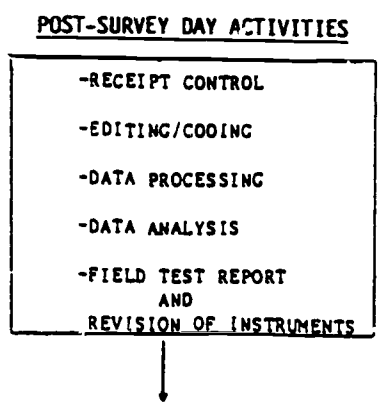 POST-SURVEY DAY ACTIVITIES
-RECEIPT CONTROL
-EDITING/CODING
-DATA PROCESSING
-DATA ANALYSIS
-FIELD TEST REPORT
AND
REVISION OF INSTRUMENTS